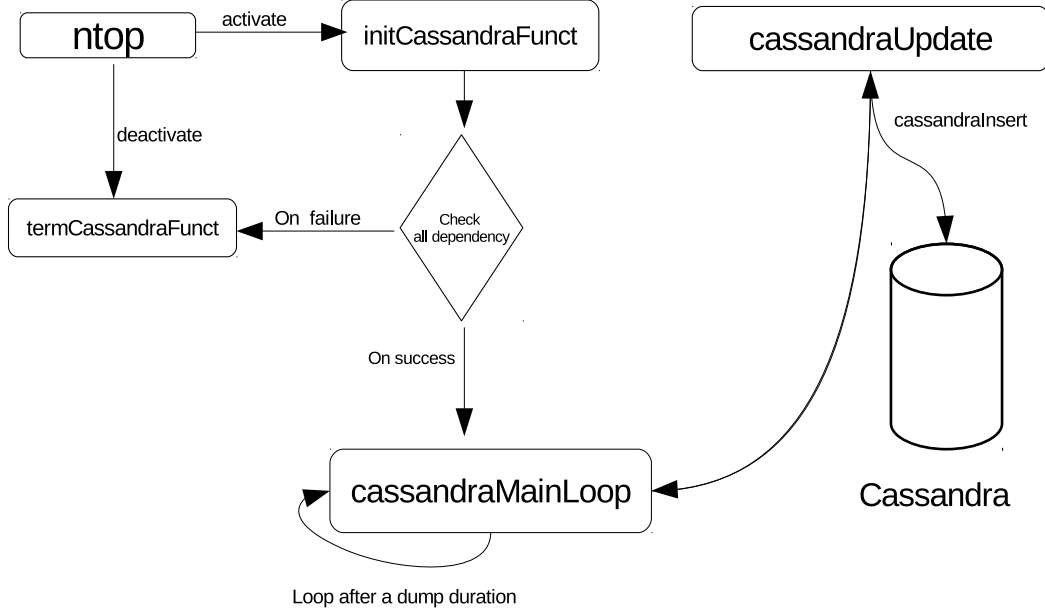 ntop
activate
initCassandraFunct
cassandraUpdate
deactivate
cassandraInsert
termCassandraFunct
On failure
Check
all dependency
On success
cassandraMainLoop
Cassandra
Loop after a dump duration